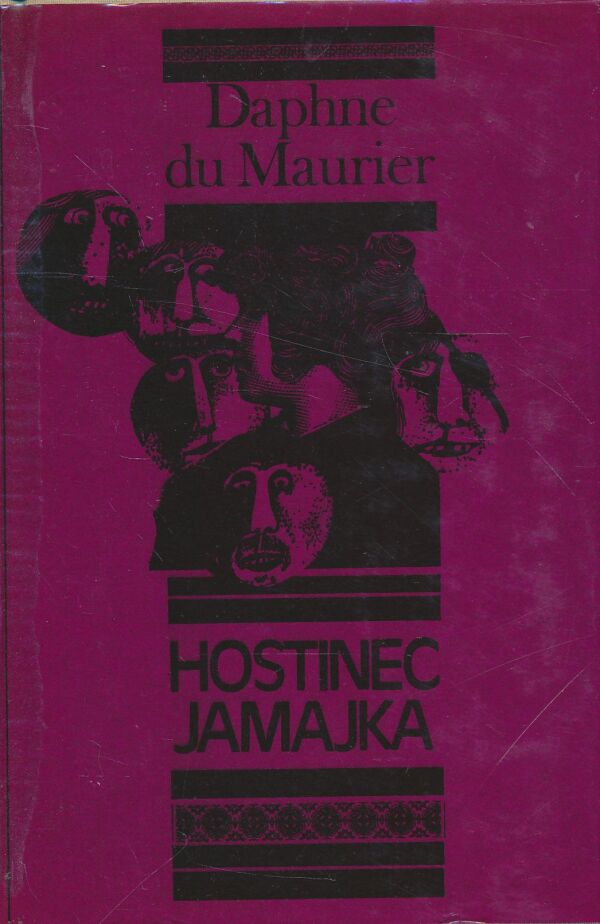 Daphne
du Maurier
HOSTINEC
JAMAJKA